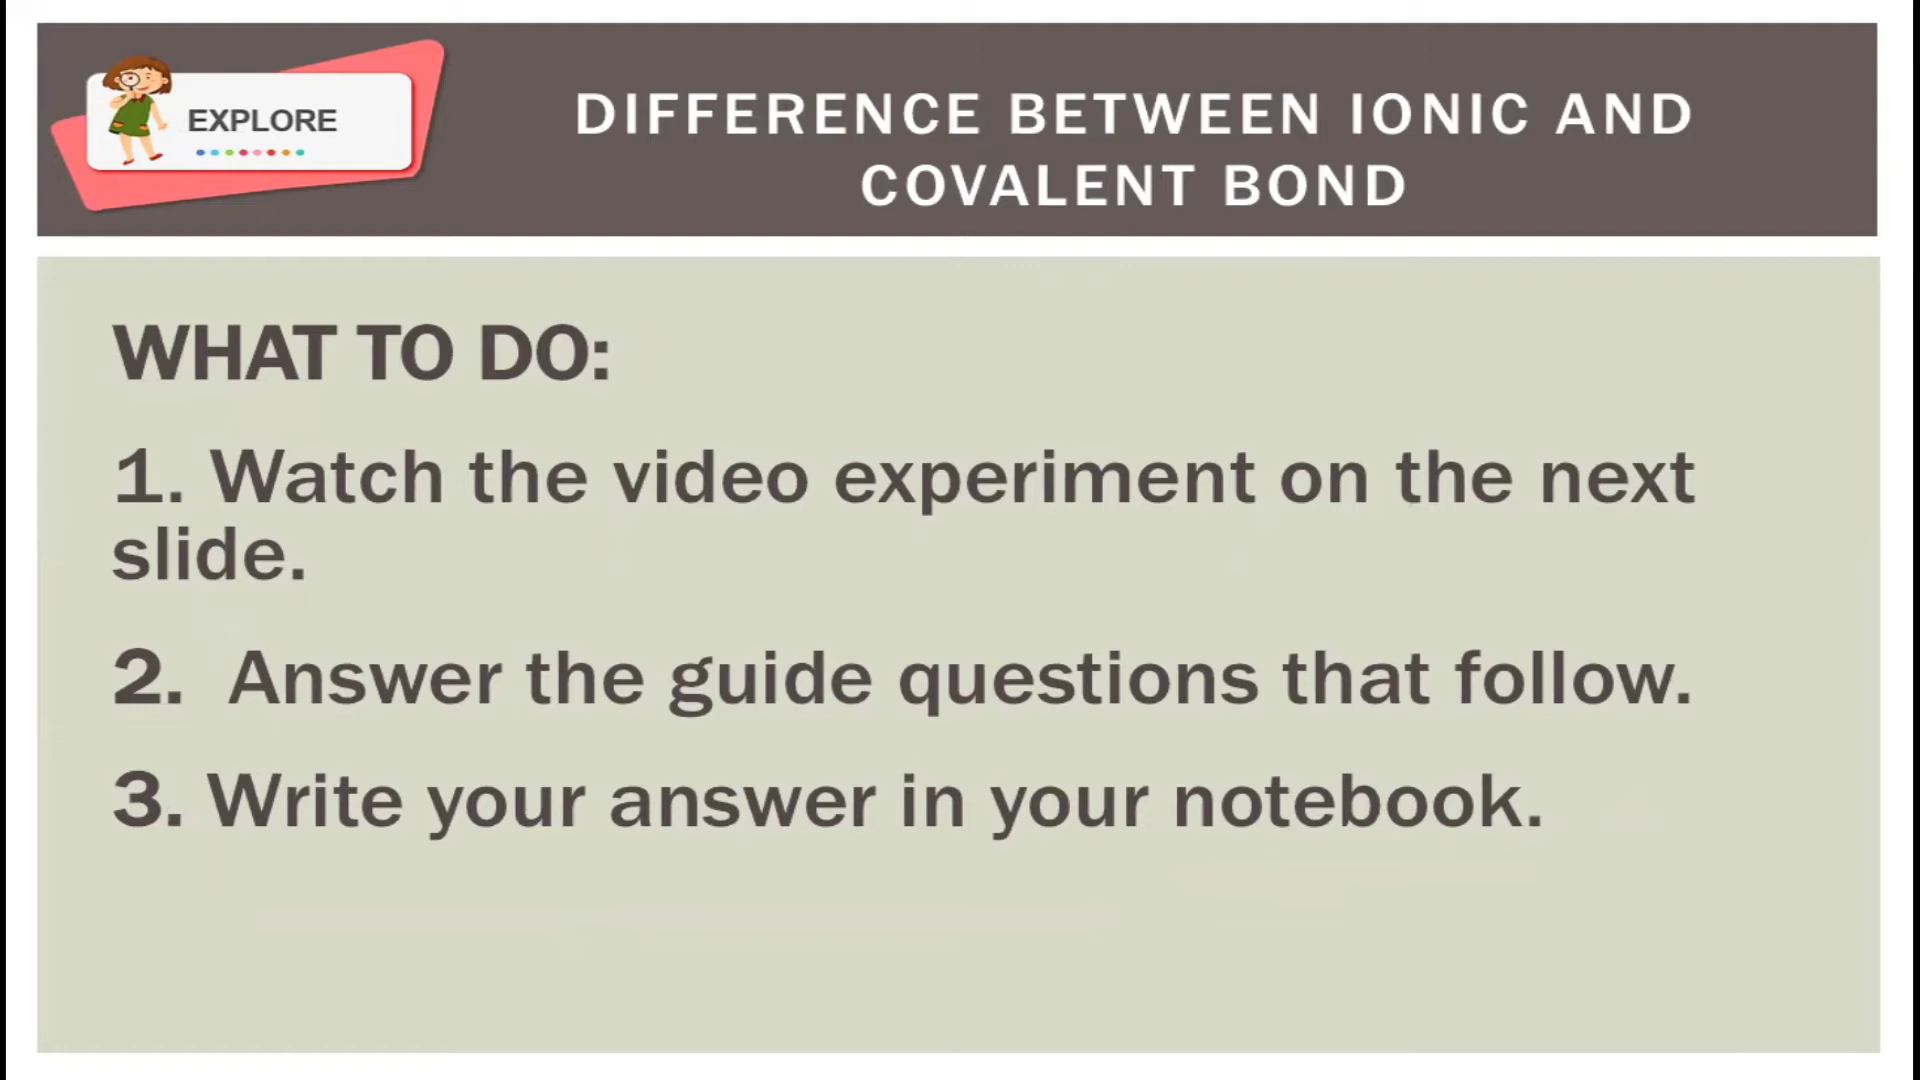 EXPLORE
DIFFERENCE BETWEEN IONIC AND
COVALENT BOND
WHAT TO DO:
1. Watch the video experiment on the next
slide.
2. Answer the guide questions that follow.
3. Write your answer in your notebook.